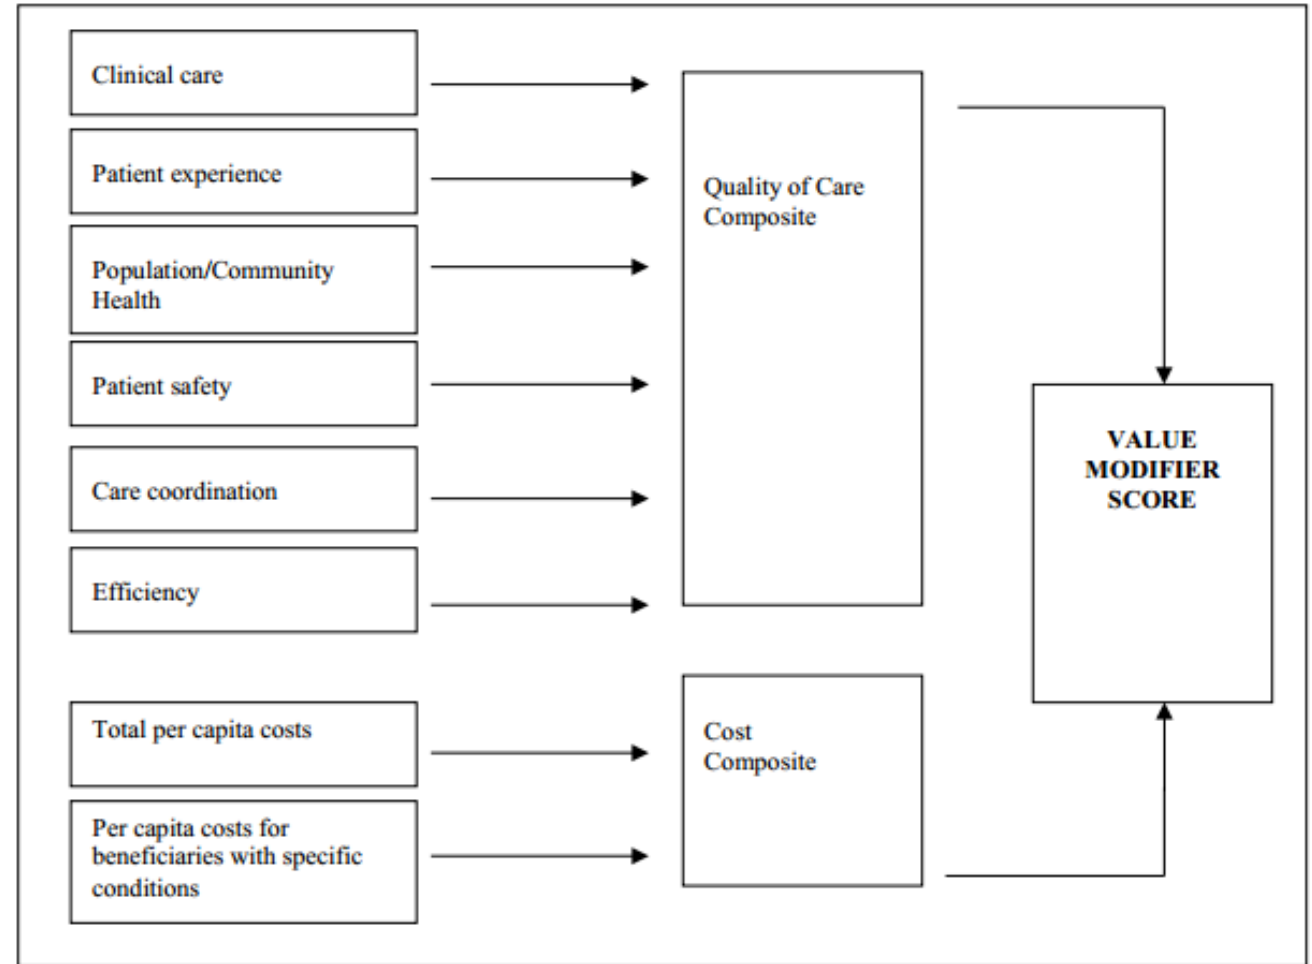 Clinical care
Patient experience
Population/Community
Health
Patient safety
Care coordination
Efficiency
Quality of Care
Composite
Total per capita costs
Per capita costs for
beneficiaries with specific
conditions
Cost
Composite
VALUE
MODIFIER
SCORE